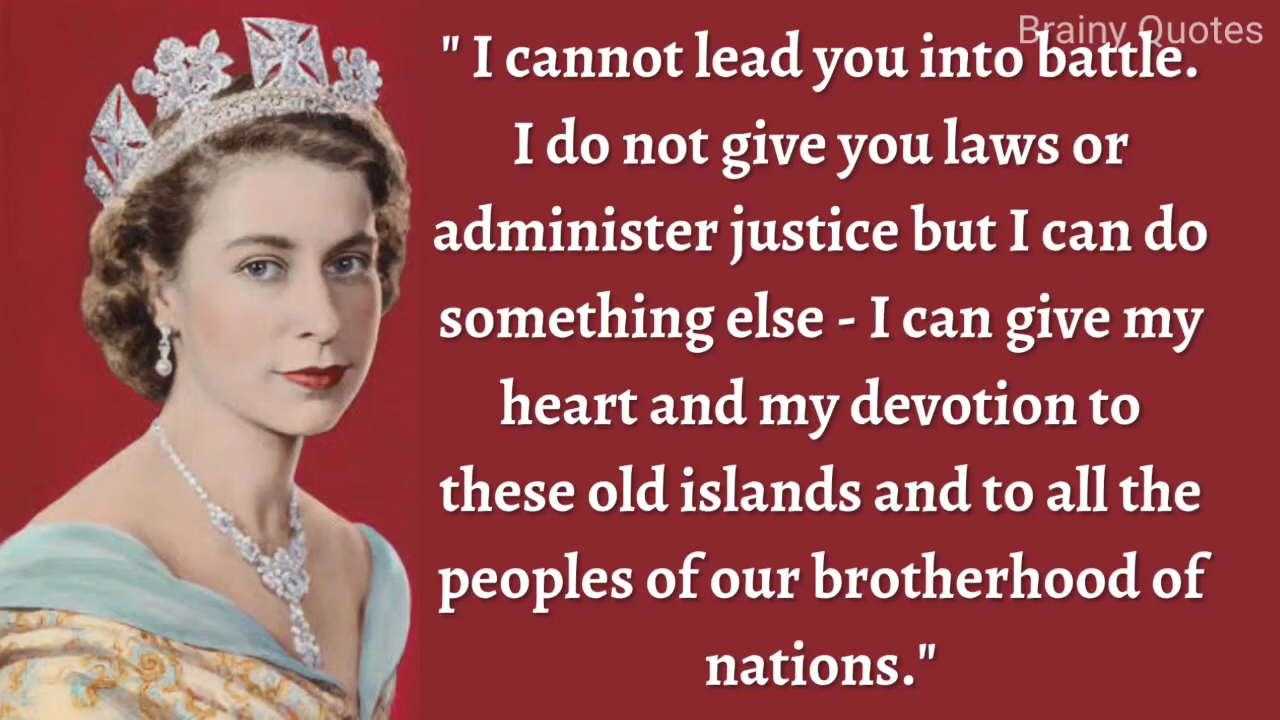 Brainy Quotes
" I cannot lead you into battle.
I do not give you laws or
administer justice but I can do
something else - I can give my
heart and my devotion to
these old islands and to all the
peoples of our brotherhood of
nations."